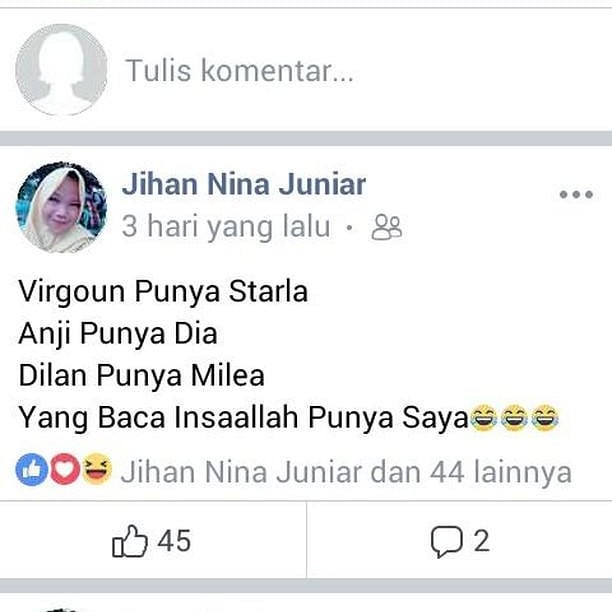 Tulis komentar...
Jihan Nina Juniar
3 hari yang lalu ·
Virgoun Punya Starla
Anji Punya Dia
Dilan Punya Milea
Yang Baca Insaallah Punya Saya😂😂😂
Jihan Nina Juniar dan 44 lainnya
45
2